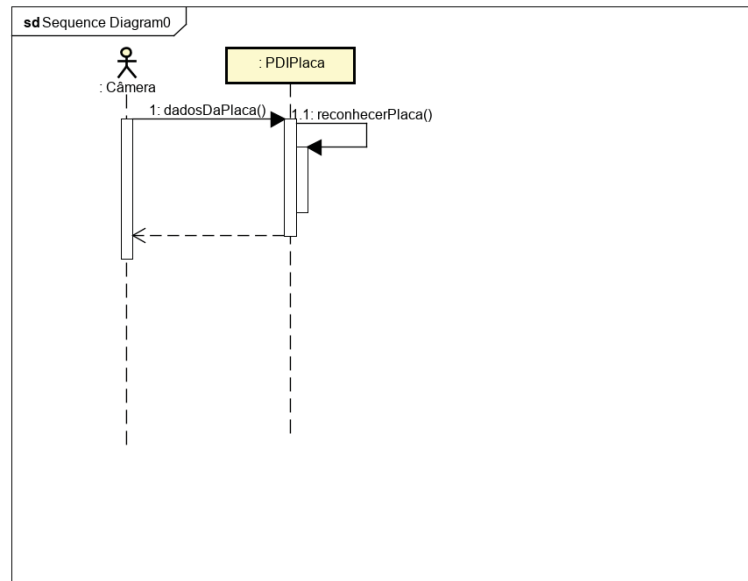 sd Sequence Diagram0
: Câmera
: PDIPlaca
1: dadosDaPlaca()
1.1: reconhecerPlaca()